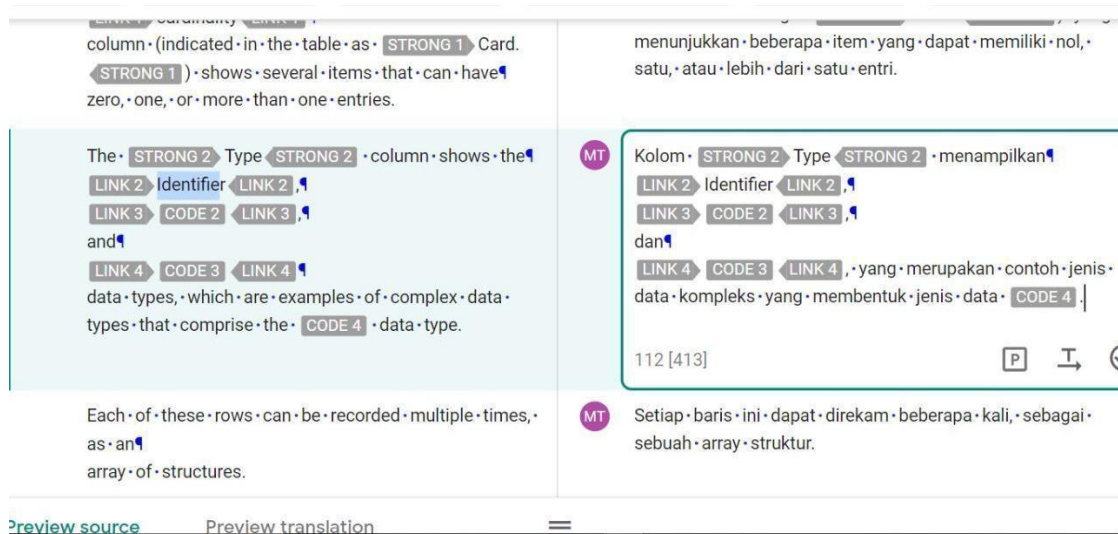 cardinality
column (indicated in the table as STRONG 1 Card.
STRONG 1 ) shows several items that can have¶
zero, one, or more than one entries.
menunjukkan beberapa item yang dapat memiliki nol,
satu, atau lebih dari satu entri.
The STRONG 2 Type STRONG 2 column shows the¶
LINK 2 Identifier LINK 2 ,¶
LINK 3 CODE 2 LINK 3 ,¶
and¶
LINK 4 CODE 3 LINK 4 ¶
data types, which are examples of complex data
types that comprise the CODE 4 data type.
MT
Kolom STRONG 2 Type STRONG 2 menampilkan¶
LINK 2 Identifier LINK 2 ,¶
LINK 3 CODE 2 LINK 3 ,¶
dan¶
LINK 4 CODE 3 LINK 4 , yang merupakan contoh jenis
data kompleks yang membentuk jenis data CODE 4 .
112 [413]
P
T
Each of these rows can be recorded multiple times,
as an¶
array of structures.
MT
Setiap baris ini dapat direkam beberapa kali, sebagai
sebuah array struktur.
Preview source
Preview translation